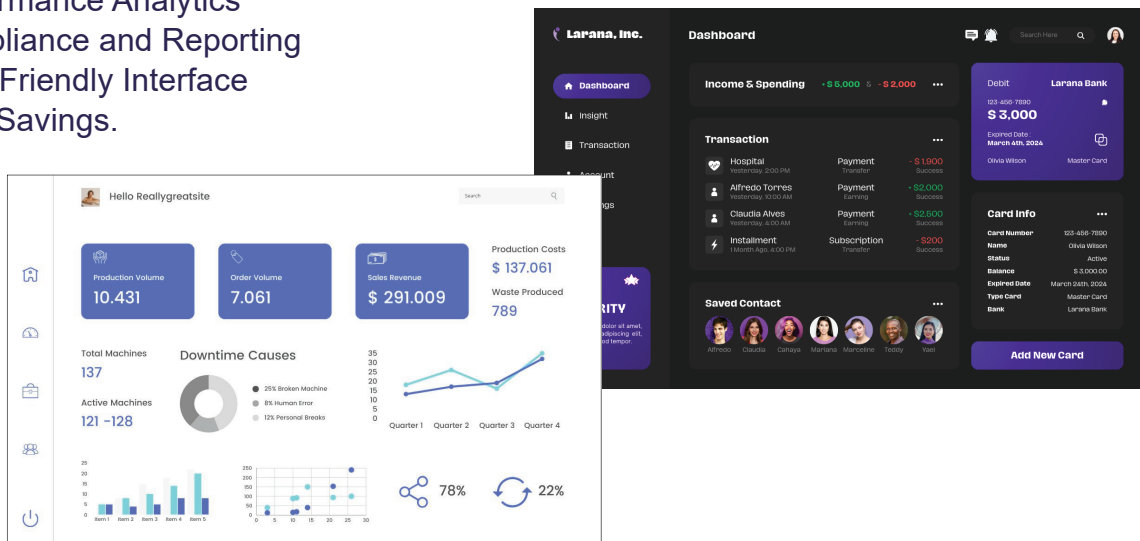 rmance Analytics
liance and Reporting
Friendly Interface
Savings.
Larana, Inc.
Dashboard
Search Here
Dashboard
Insight
Transaction
Account
ngs
RITY
dolor sit amet,
adipiscing elit,
od tempor.
Income & Spending + $ 5,000 & - $ 2,000
Transaction
Hospital Payment - $ 1,900
Yesterday, 2:00 PM Transfer Success
Alfredo Torres Payment + $2,000
Yesterday, 10:00 AM Earning Success
Claudia Alves Payment + $2,500
Yesterday, 4:00 AM Earning Success
Installment Subscription - $200
1 Month Ago, 4:00 PM Transfer Success
Saved Contact
Alfredo Claudia Cahaya Mariana Marceline Teddy Yael
Debit Larana Bank
123-456-7890
$ 3,000
Expired Date :
March 4th, 2024
Olivia Wilson Master Card
Card Info
Card Number 123-456-7890
Name Olivia Wilson
Status Active
Balance $ 3,000.00
Expired Date March 24th, 2024
Type Card Master Card
Bank Larana Bank
Add New Card
Hello Reallygreatsite
Search
Production Volume
10.431
Order Volume
7.061
Sales Revenue
$ 291.009
Production Costs
$ 137.061
Waste Produced
789
Total Machines
137
Active Machines
121 -128
Downtime Causes
25% Broken Machine
8% Human Error
12% Personal Breaks
35
30
25
20
15
10
5
0
Quarter 1 Quarter 2 Quarter 3 Quarter 4
25
20
15
10
5
0
Item 1 Item 2 Item 3 Item 4 Item 5
250
200
150
100
50
0
0 5 10 15 20 25 30
78%
22%